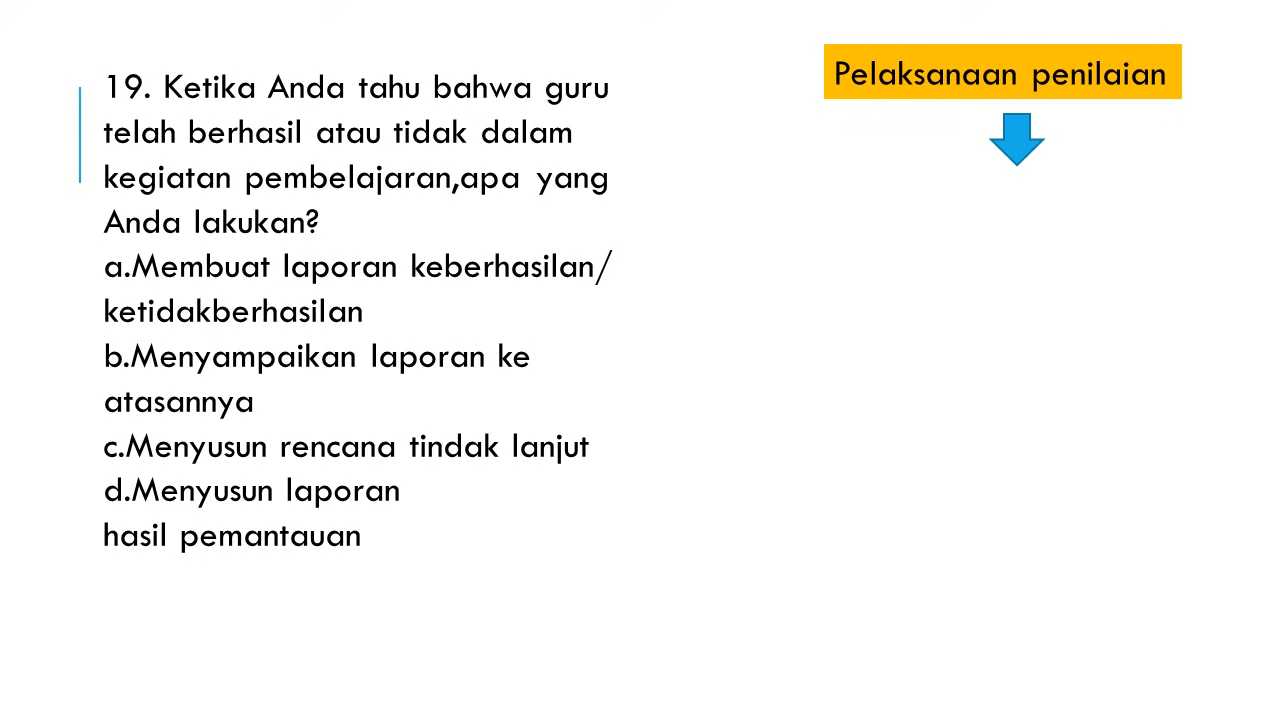 19. Ketika Anda tahu bahwa guru
telah berhasil atau tidak dalam
kegiatan pembelajaran,apa yang
Anda lakukan?
a.Membuat laporan keberhasilan/
ketidakberhasilan
b.Menyampaikan laporan ke
atasannya
c.Menyusun rencana tindak lanjut
d.Menyusun laporan
hasil pemantauan
Pelaksanaan penilaian